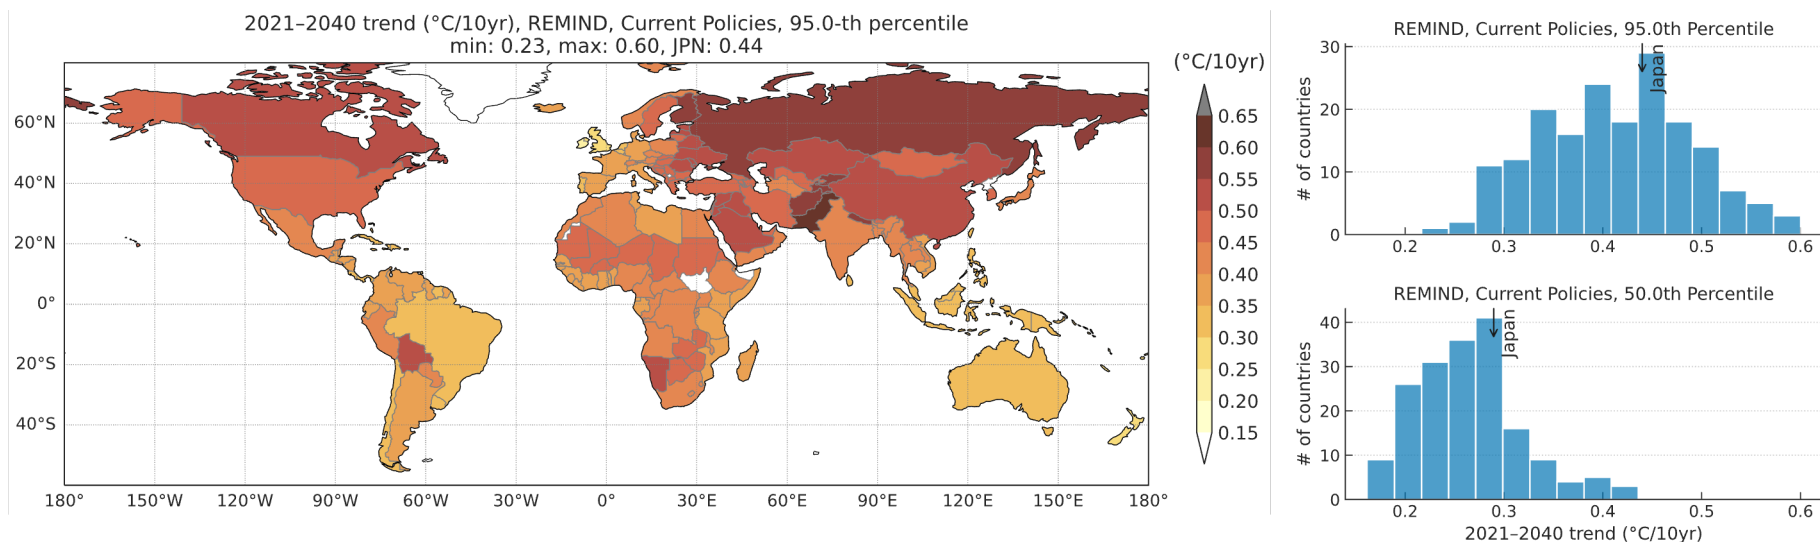 2021–2040 trend (°C/10yr), REMIND, Current Policies, 95.0-th percentile
min: 0.23, max: 0.60, JPN: 0.44
60°N
40°N
20°N
0°
20°S
40°S
180°
150°W
120°W
90°W
60°W
30°W
0°
30°E
60°E
90°E
120°E
150°E
180°
(°C/10yr)
0.65
0.60
0.55
0.50
0.45
0.40
0.35
0.30
0.25
0.20
0.15
REMIND, Current Policies, 95.0th Percentile
# of countries
30
20
10
0
Japan
0.2
0.3
0.4
0.5
0.6
REMIND, Current Policies, 50.0th Percentile
# of countries
40
30
20
10
0
Japan
0.2
0.3
0.4
0.5
0.6
2021–2040 trend (°C/10yr)